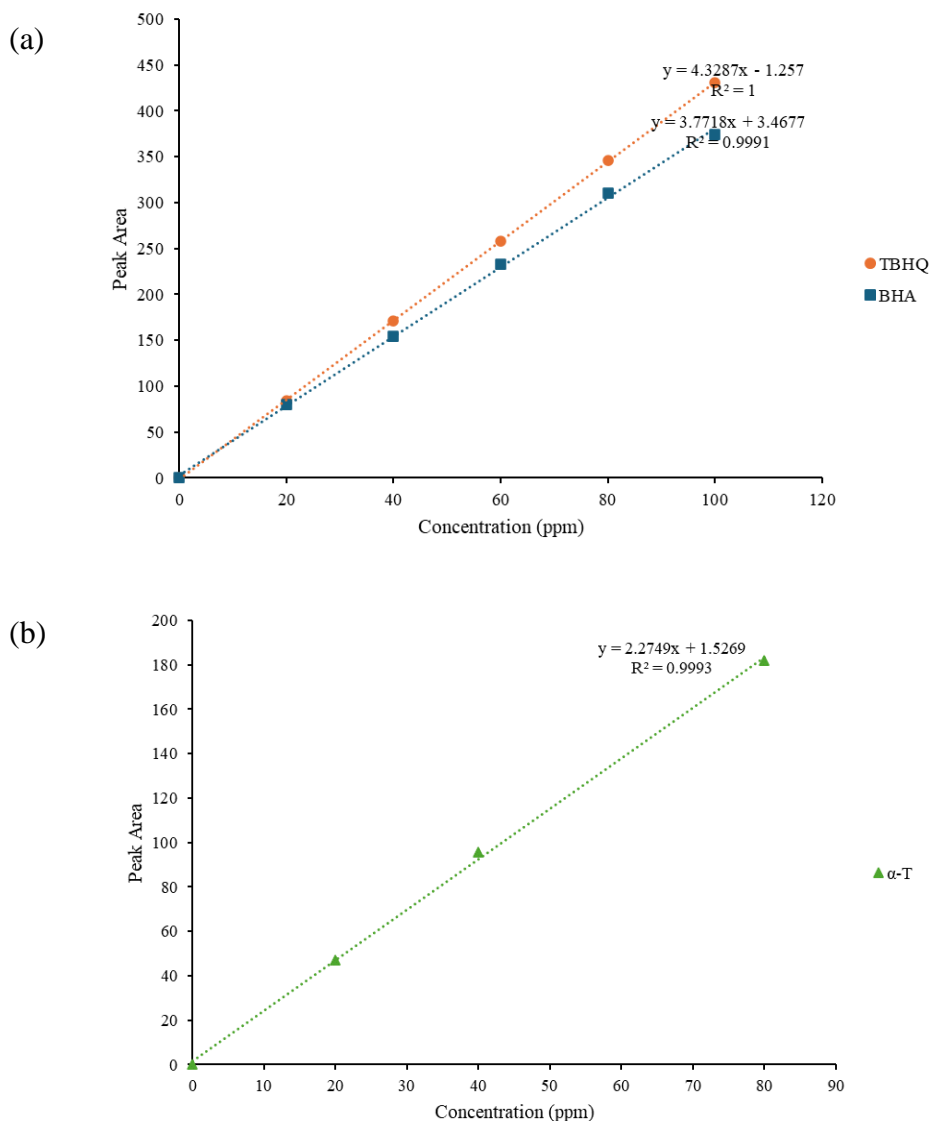 (a)
500
450
400
350
300
250
200
150
100
50
0
Peak Area
y = 4.3287x - 1.257
R² = 1
y = 3.7718x + 3.4677
R² = 0.9991
TBHQ
BHA
0 20 40 60 80 100 120
Concentration (ppm)
(b)
200
180
160
140
120
100
80
60
40
20
0
Peak Area
y = 2.2749x + 1.5269
R² = 0.9993
α-T
0 10 20 30 40 50 60 70 80 90
Concentration (ppm)